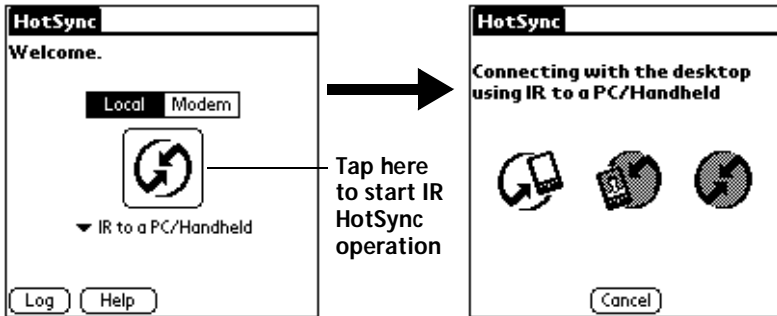 HotSync
Welcome.
Local Modem
IR to a PC/Handheld
Log Help
Tap here
to start IR
HotSync
operation
HotSync
Connecting with the desktop
using IR to a PC/Handheld
Cancel